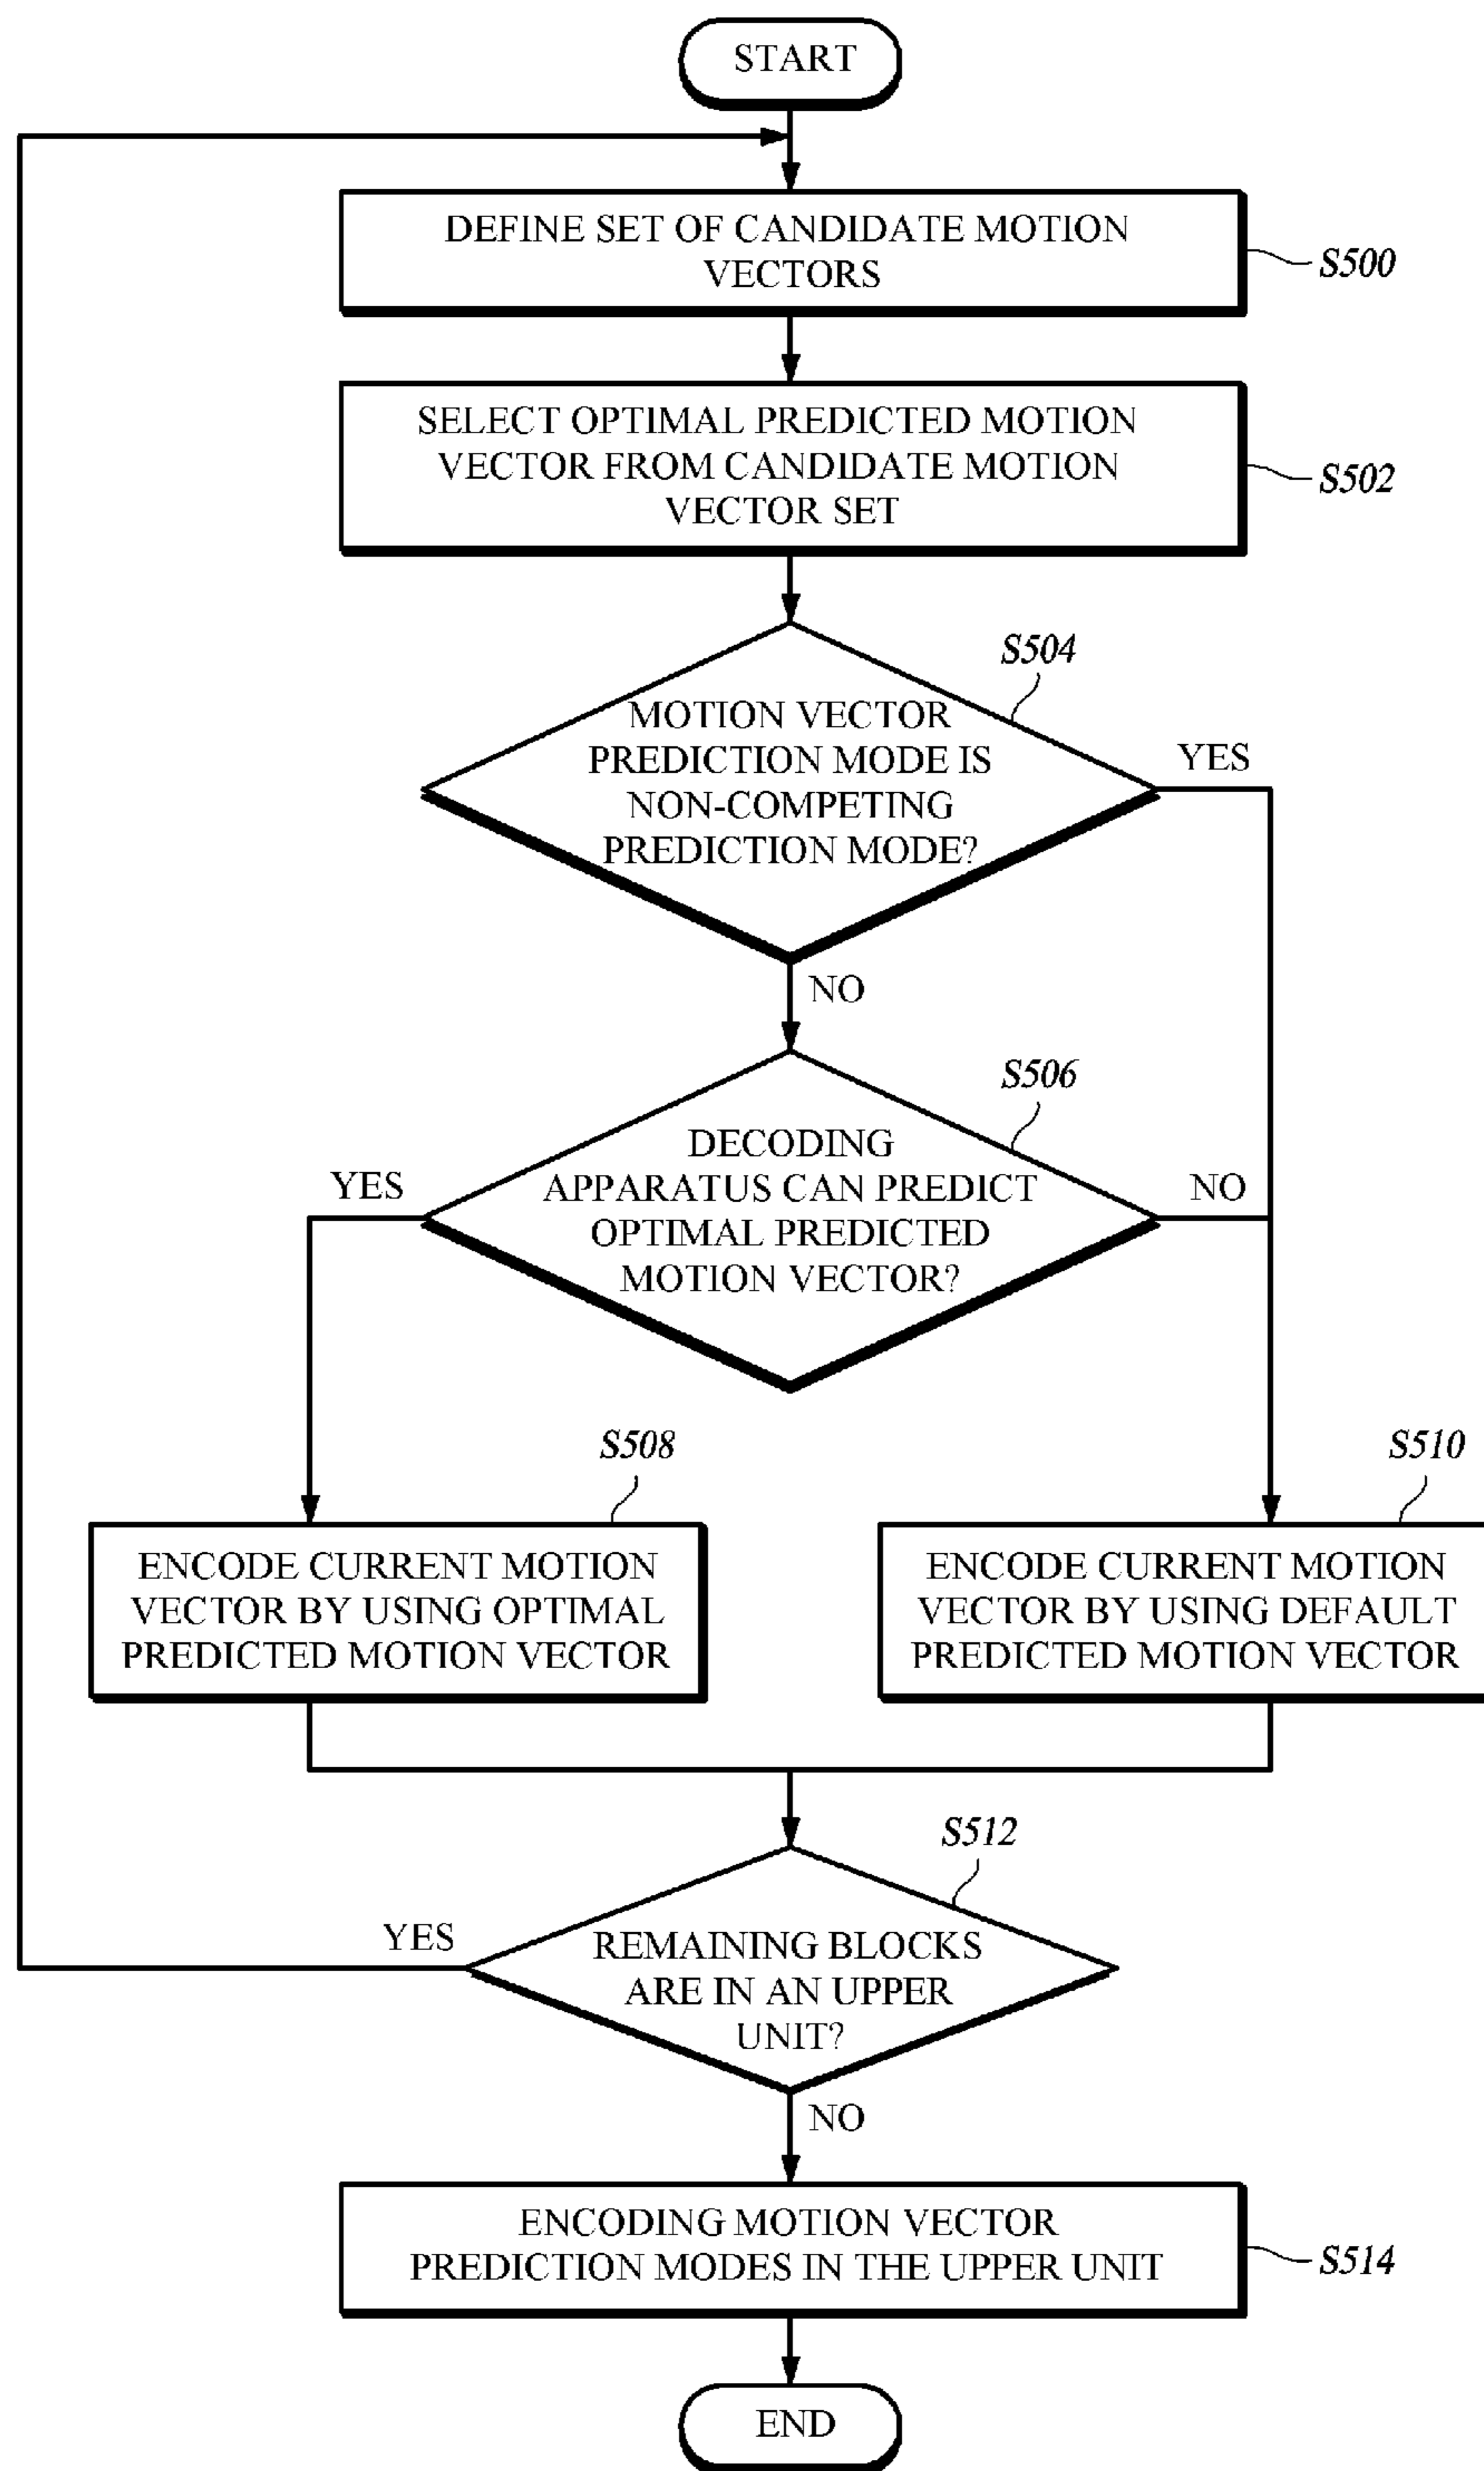 START
DEFINE SET OF CANDIDATE MOTION
VECTORS
S500
SELECT OPTIMAL PREDICTED MOTION
VECTOR FROM CANDIDATE MOTION
VECTOR SET
S502
S504
MOTION VECTOR
PREDICTION MODE IS
NON-COMPETING
PREDICTION MODE?
YES
NO
S506
DECODING
APPARATUS CAN PREDICT
OPTIMAL PREDICTED
MOTION VECTOR?
YES
NO
S508
ENCODE CURRENT MOTION
VECTOR BY USING OPTIMAL
PREDICTED MOTION VECTOR
S510
ENCODE CURRENT MOTION
VECTOR BY USING DEFAULT
PREDICTED MOTION VECTOR
S512
REMAINING BLOCKS
ARE IN AN UPPER
UNIT?
YES
NO
ENCODING MOTION VECTOR
PREDICTION MODES IN THE UPPER UNIT
S514
END